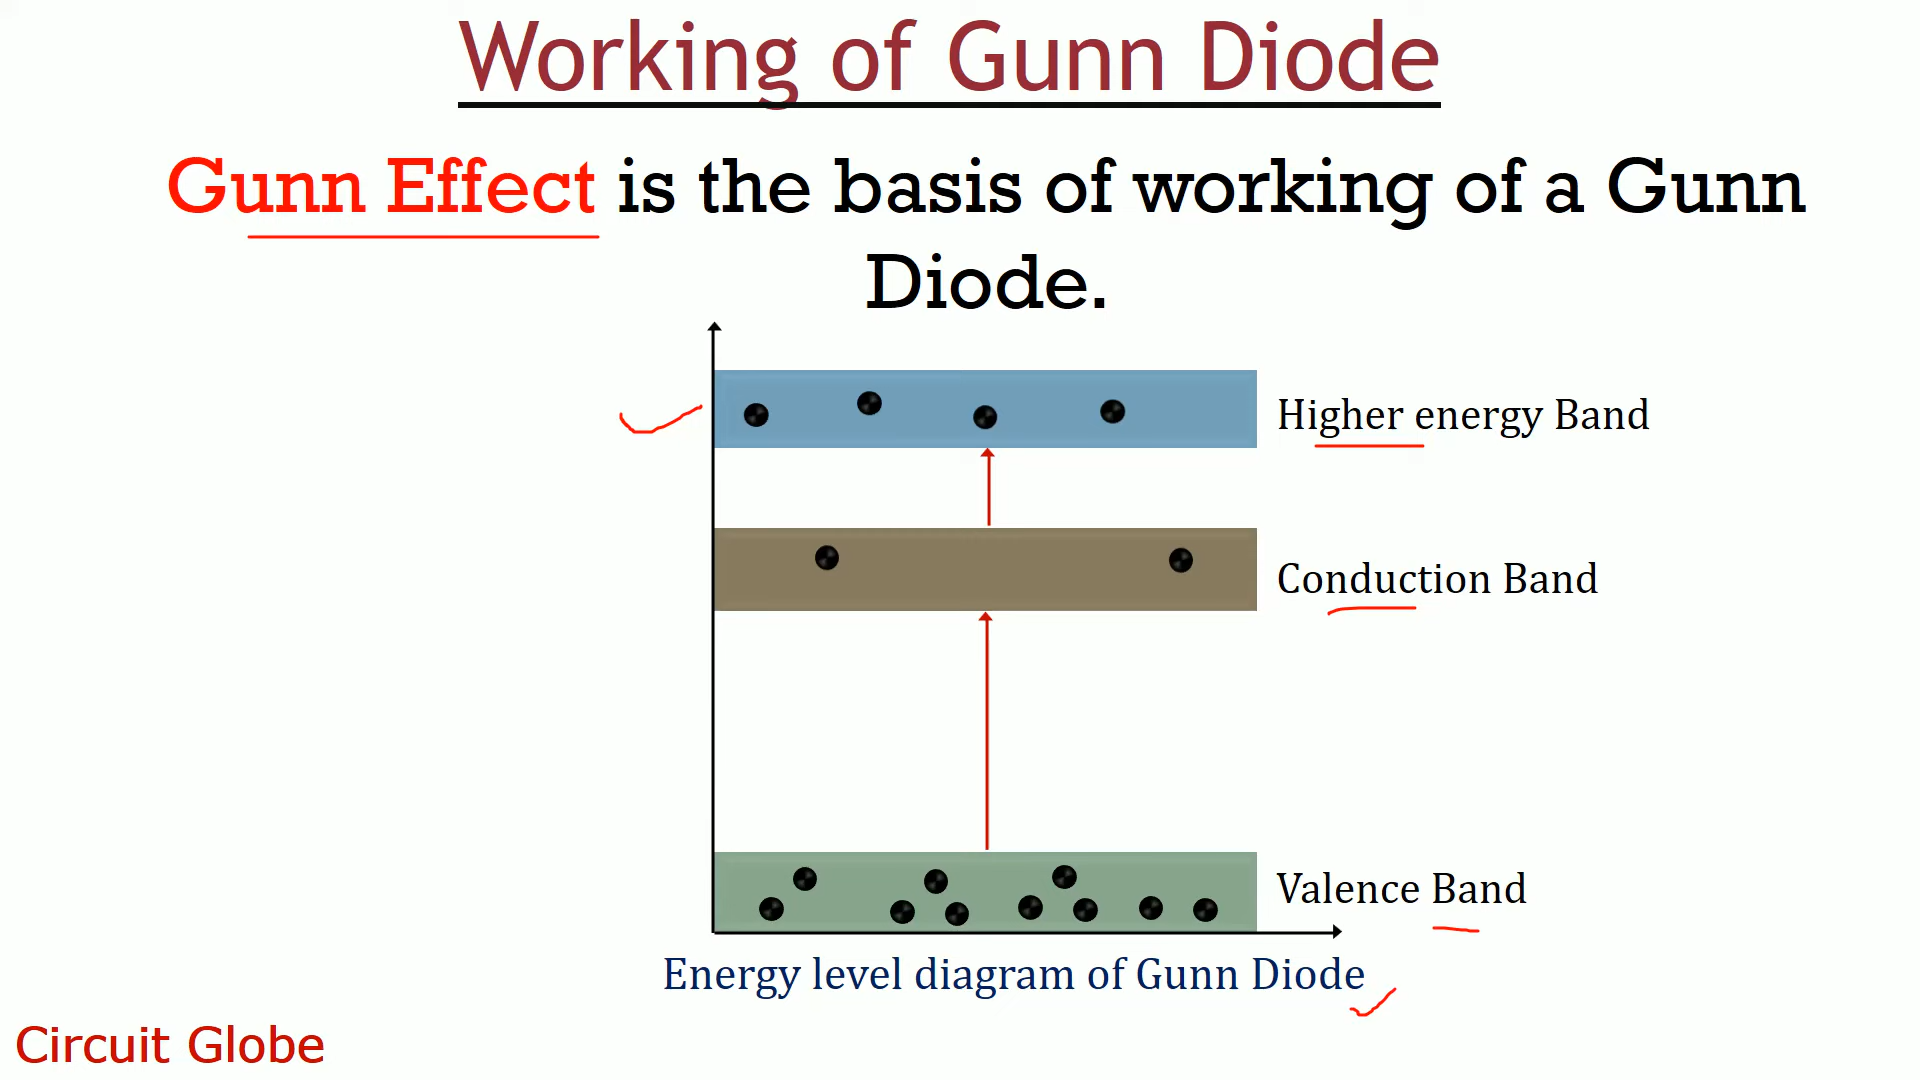 Working of Gunn Diode
Gunn Effect is the basis of working of a Gunn
Diode.
Higher energy Band
Conduction Band
Valence Band
Energy level diagram of Gunn Diode
Circuit Globe